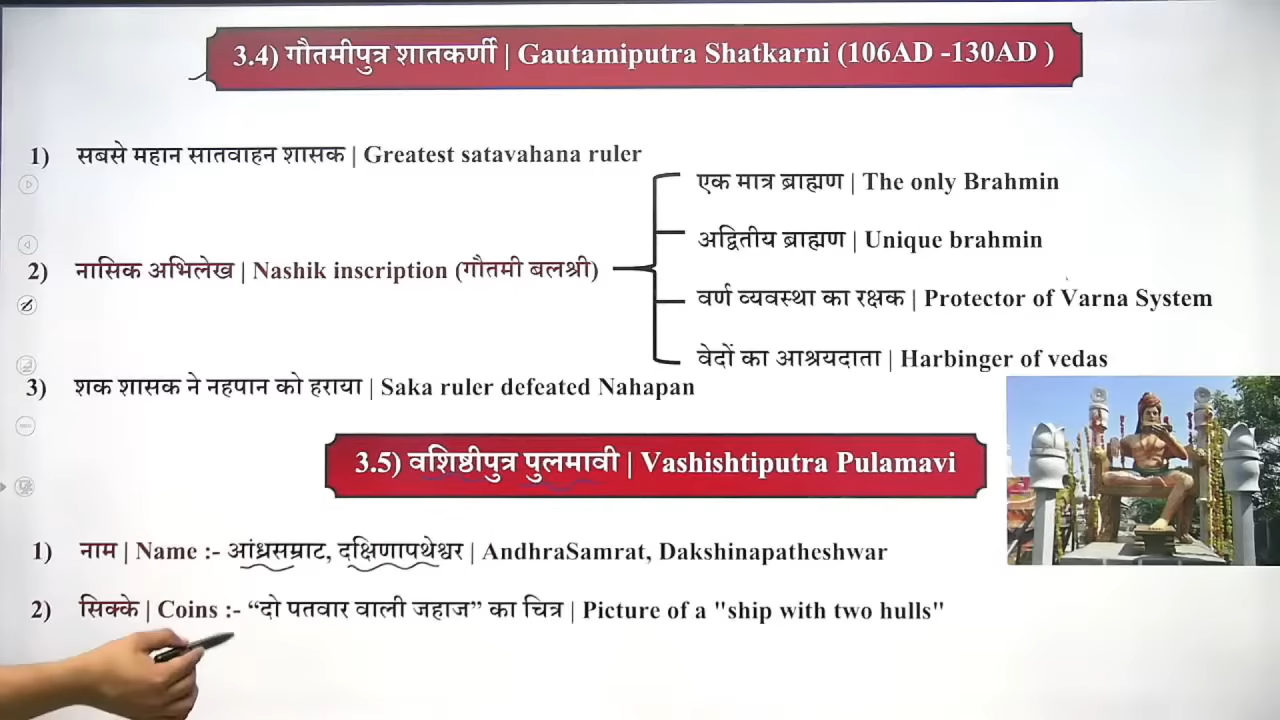 3.4) गौतमीपुत्र शातकर्णी | Gautamiputra Shatkarni (106AD -130AD )
1) सबसे महान सातवाहन शासक | Greatest satavahana ruler
2) नासिक अभिलेख | Nashik inscription (गौतमी बलश्री)
एक मात्र ब्राह्मण | The only Brahmin
अद्वितीय ब्राह्मण | Unique brahmin
वर्ण व्यवस्था का रक्षक | Protector of Varna System
वेदों का आश्रयदाता | Harbinger of vedas
3) शक शासक ने नहपान को हराया | Saka ruler defeated Nahapan
3.5) वशिष्ठीपुत्र पुलमावी | Vashishtiputra Pulamavi
1) नाम | Name :- आंध्रसम्राट, दक्षिणापथेश्वर | AndhraSamrat, Dakshinapatheshwar
2) सिक्के | Coins :- “दो पतवार वाली जहाज” का चित्र | Picture of a "ship with two hulls"